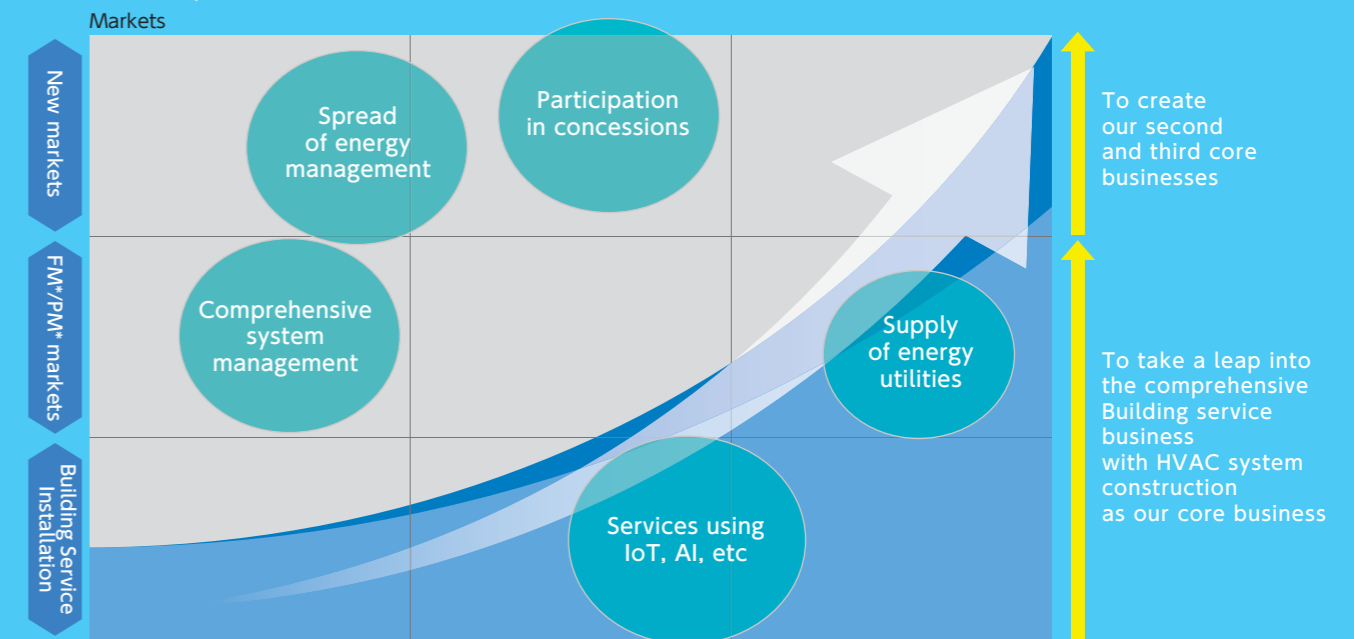 Markets
New markets
FM*/PM* markets
Building Service
Installation
Spread
of energy
management
Participation
in concessions
Comprehensive
system
management
Supply
of energy
utilities
Services using
IoT, AI, etc
To create
our second
and third core
businesses
To take a leap into
the comprehensive
Building service
business
with HVAC system
construction
as our core business